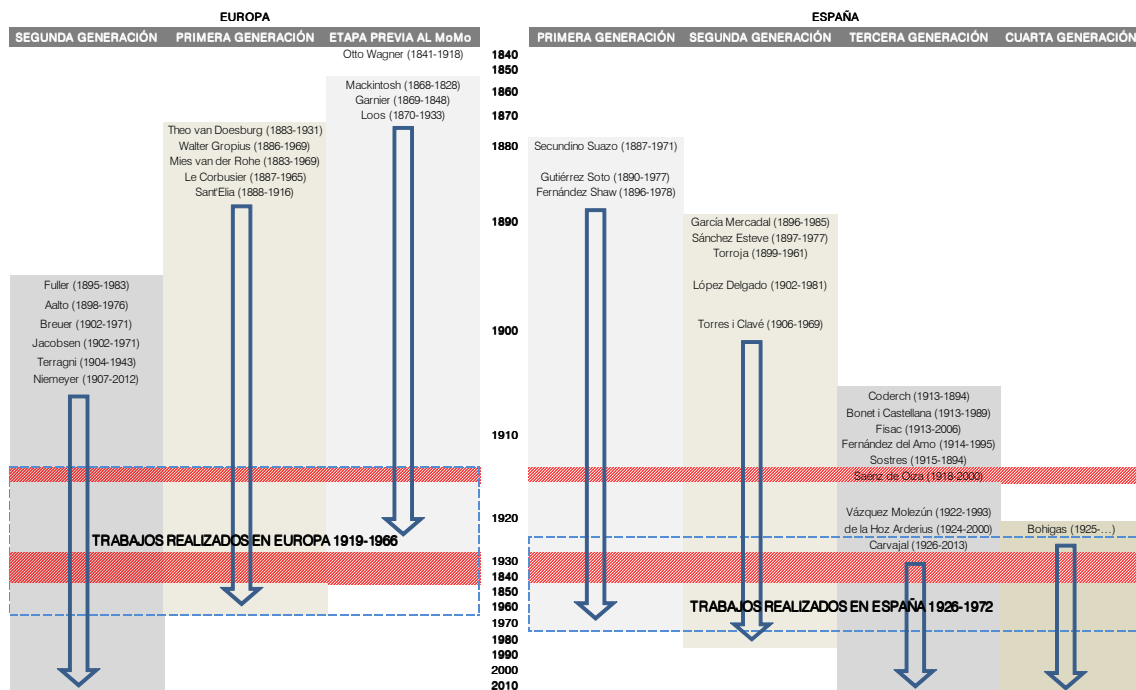 EUROPA
SEGUNDA GENERACIÓN
PRIMERA GENERACIÓN
ETAPA PREVIA AL MoMo
Otto Wagner (1841-1918)
Mackintosh (1868-1828)
Garnier (1869-1848)
Loos (1870-1933)
Theo van Doesburg (1883-1931)
Walter Gropius (1886-1969)
Mies van der Rohe (1883-1969)
Le Corbusier (1887-1965)
Sant'Elia (1888-1916)
Fuller (1895-1983)
Aalto (1898-1976)
Breuer (1902-1971)
Jacobsen (1902-1971)
Terragni (1904-1943)
Niemeyer (1907-2012)
TRABAJOS REALIZADOS EN EUROPA 1919-1966
1840
1850
1860
1870
1880
1890
1900
1910
1920
1930
1840
1850
1960
1970
1980
1990
2000
2010
ESPAÑA
PRIMERA GENERACIÓN
SEGUNDA GENERACIÓN
TERCERA GENERACIÓN
CUARTA GENERACIÓN
Secundino Suazo (1887-1971)
Gutiérrez Soto (1890-1977)
Fernández Shaw (1896-1978)
García Mercadal (1896-1985)
Sánchez Esteve (1897-1977)
Torroja (1899-1961)
López Delgado (1902-1981)
Torres i Clavé (1906-1969)
Coderch (1913-1894)
Bonet i Castellana (1913-1989)
Fisac (1913-2006)
Fernández del Amo (1914-1995)
Sostres (1915-1894)
Saénz de Oiza (1918-2000)
Vázquez Molezún (1922-1993)
de la Hoz Arderius (1924-2000)
Carvajal (1926-2013)
Bohigas (1925-...)
TRABAJOS REALIZADOS EN ESPAÑA 1926-1972